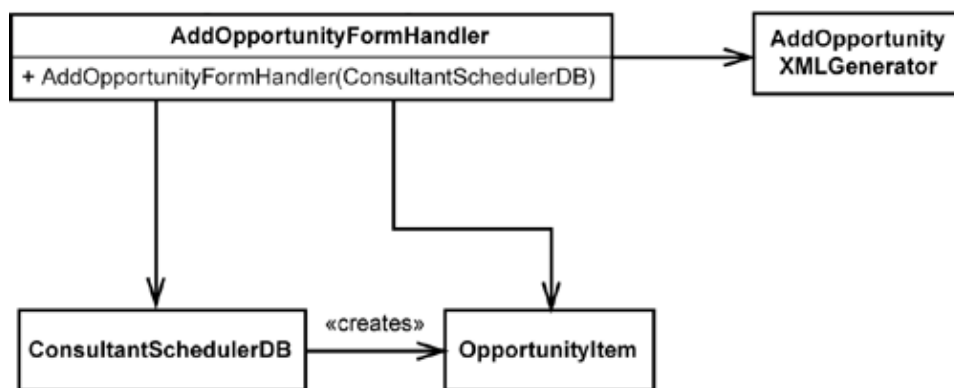 AddOpportunityFormHandler
+ AddOpportunityFormHandler(ConsultantSchedulerDB)
AddOpportunity
XMLGenerator
«creates»
ConsultantSchedulerDB
OpportunityItem